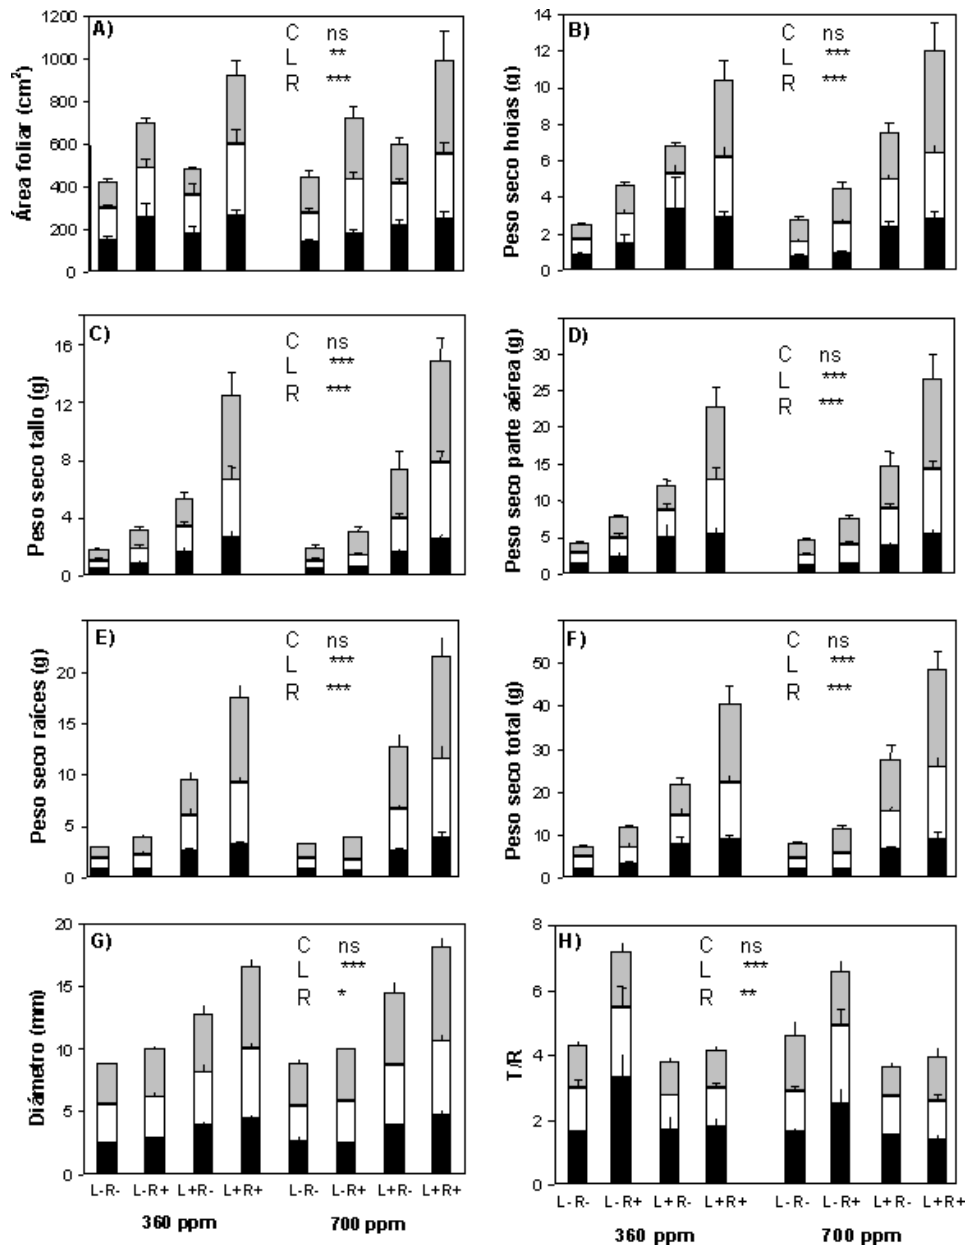 A)
C ns
L **
R ***
Área foliar (cm²)
1200
1000
800
600
400
200
0
B)
C ns
L ***
R ***
Peso seco hojas (g)
14
12
10
8
6
4
2
0
C)
C ns
L ***
R ***
Peso seco tallo (g)
16
12
8
4
0
D)
C ns
L ***
R ***
Peso seco parte aérea (g)
30
25
20
15
10
5
0
E)
C ns
L ***
R ***
Peso seco raíces (g)
20
15
10
5
0
F)
C ns
L ***
R ***
Peso seco total (g)
50
40
30
20
10
0
G)
C ns
L ***
R *
Diámetro (mm)
20
15
10
5
0
L-R- L-R+ L+R- L+R+ L-R- L-R+ L+R- L+R+
360 ppm 700 ppm
H)
C ns
L ***
R **
T/R
8
6
4
2
0
L-R- L-R+ L+R- L+R+ L-R- L-R+ L+R- L+R+
360 ppm 700 ppm